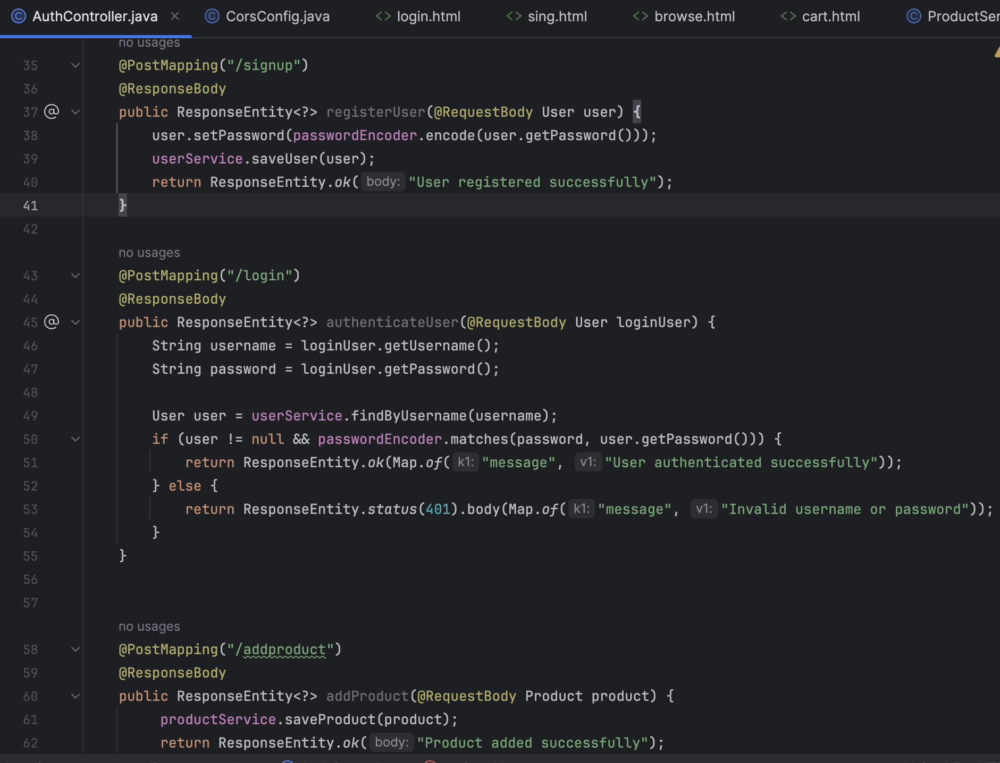 AuthController.java CorsConfig.java login.html sing.html browse.html cart.html ProductSer
no usages
35 @PostMapping("/signup")
36 @ResponseBody
37 @ public ResponseEntity<?> registerUser(@RequestBody User user) {
38 user.setPassword(passwordEncoder.encode(user.getPassword()));
39 userService.saveUser(user);
40 return ResponseEntity.ok( body: "User registered successfully");
41 }
42
no usages
43 @PostMapping("/login")
44 @ResponseBody
45 @ public ResponseEntity<?> authenticateUser(@RequestBody User loginUser) {
46 String username = loginUser.getUsername();
47 String password = loginUser.getPassword();
48
49 User user = userService.findByUsername(username);
50 if (user != null && passwordEncoder.matches(password, user.getPassword())) {
51 return ResponseEntity.ok(Map.of( k1: "message", v1: "User authenticated successfully"));
52 } else {
53 return ResponseEntity.status(401).body(Map.of( k1: "message", v1: "Invalid username or password"));
54 }
55 }
56
57
no usages
58 @PostMapping("/addproduct")
59 @ResponseBody
60 public ResponseEntity<?> addProduct(@RequestBody Product product) {
61 productService.saveProduct(product);
62 return ResponseEntity.ok( body: "Product added successfully");